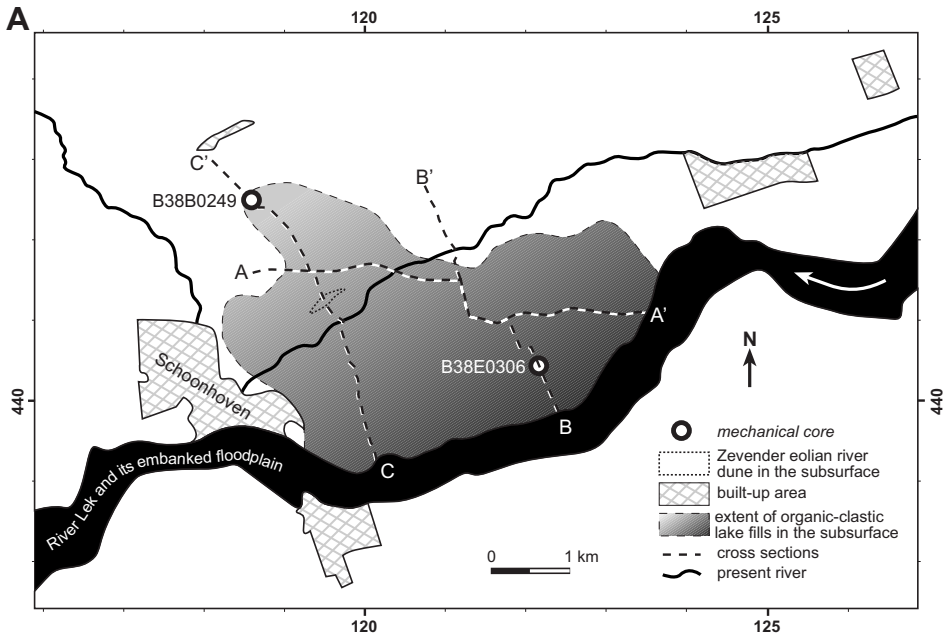 A
120
125
C'
B'
B38B0249
A
A'
B38E0306
N
Schoonhoven
440
440
B
C
River Lek and its embanked floodplain
mechanical core
Zevender eolian river
dune in the subsurface
built-up area
extent of organic-clastic
lake fills in the subsurface
cross sections
present river
0
1 km
120
125